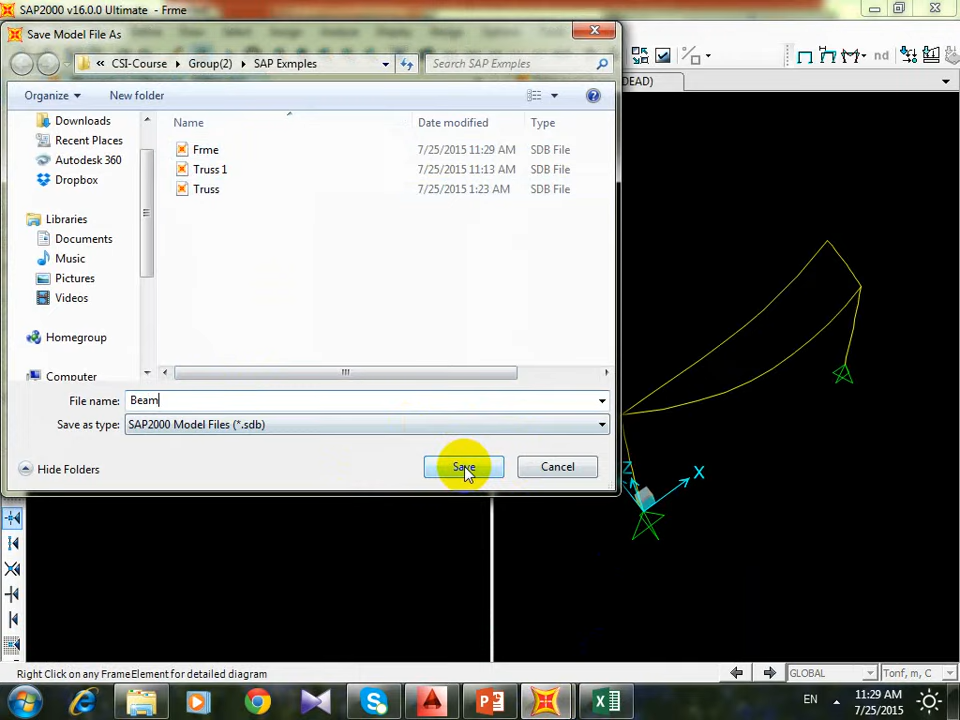 SAP2000 v16.0.0 Ultimate - Frme
Save Model File As
« CSI-Course Group(2) SAP Exmples
Search SAP Exmples
nd
Organize New folder
DEAD)
Downloads
Recent Places
Autodesk 360
Dropbox
Libraries
Documents
Music
Pictures
Videos
Homegroup
Computer
Name Date modified Type
Frme 7/25/2015 11:29 AM SDB File
Truss 1 7/25/2015 11:13 AM SDB File
Truss 7/25/2015 1:23 AM SDB File
File name: Beam
Save as type: SAP2000 Model Files (*.sdb)
Hide Folders Save Cancel
Z X
Right Click on any FrameElement for detailed diagram GLOBAL Tonf, m, C
EN 11:29 AM
7/25/2015